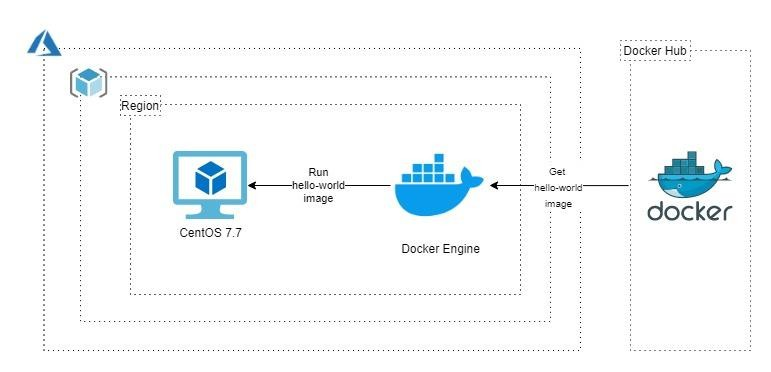 Docker Hub
Region
Run
hello-world
image
Get
hello-world
image
docker
CentOS 7.7
Docker Engine